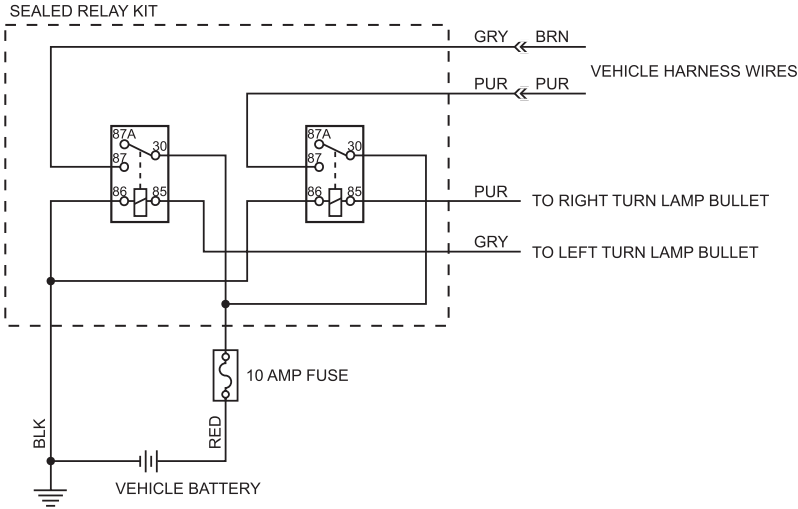 SEALED RELAY KIT
GRY BRN
VEHICLE HARNESS WIRES
PUR PUR
87A 87A
30 30
87 87
86 85 86 85
PUR TO RIGHT TURN LAMP BULLET
GRY TO LEFT TURN LAMP BULLET
10 AMP FUSE
BLK RED
VEHICLE BATTERY